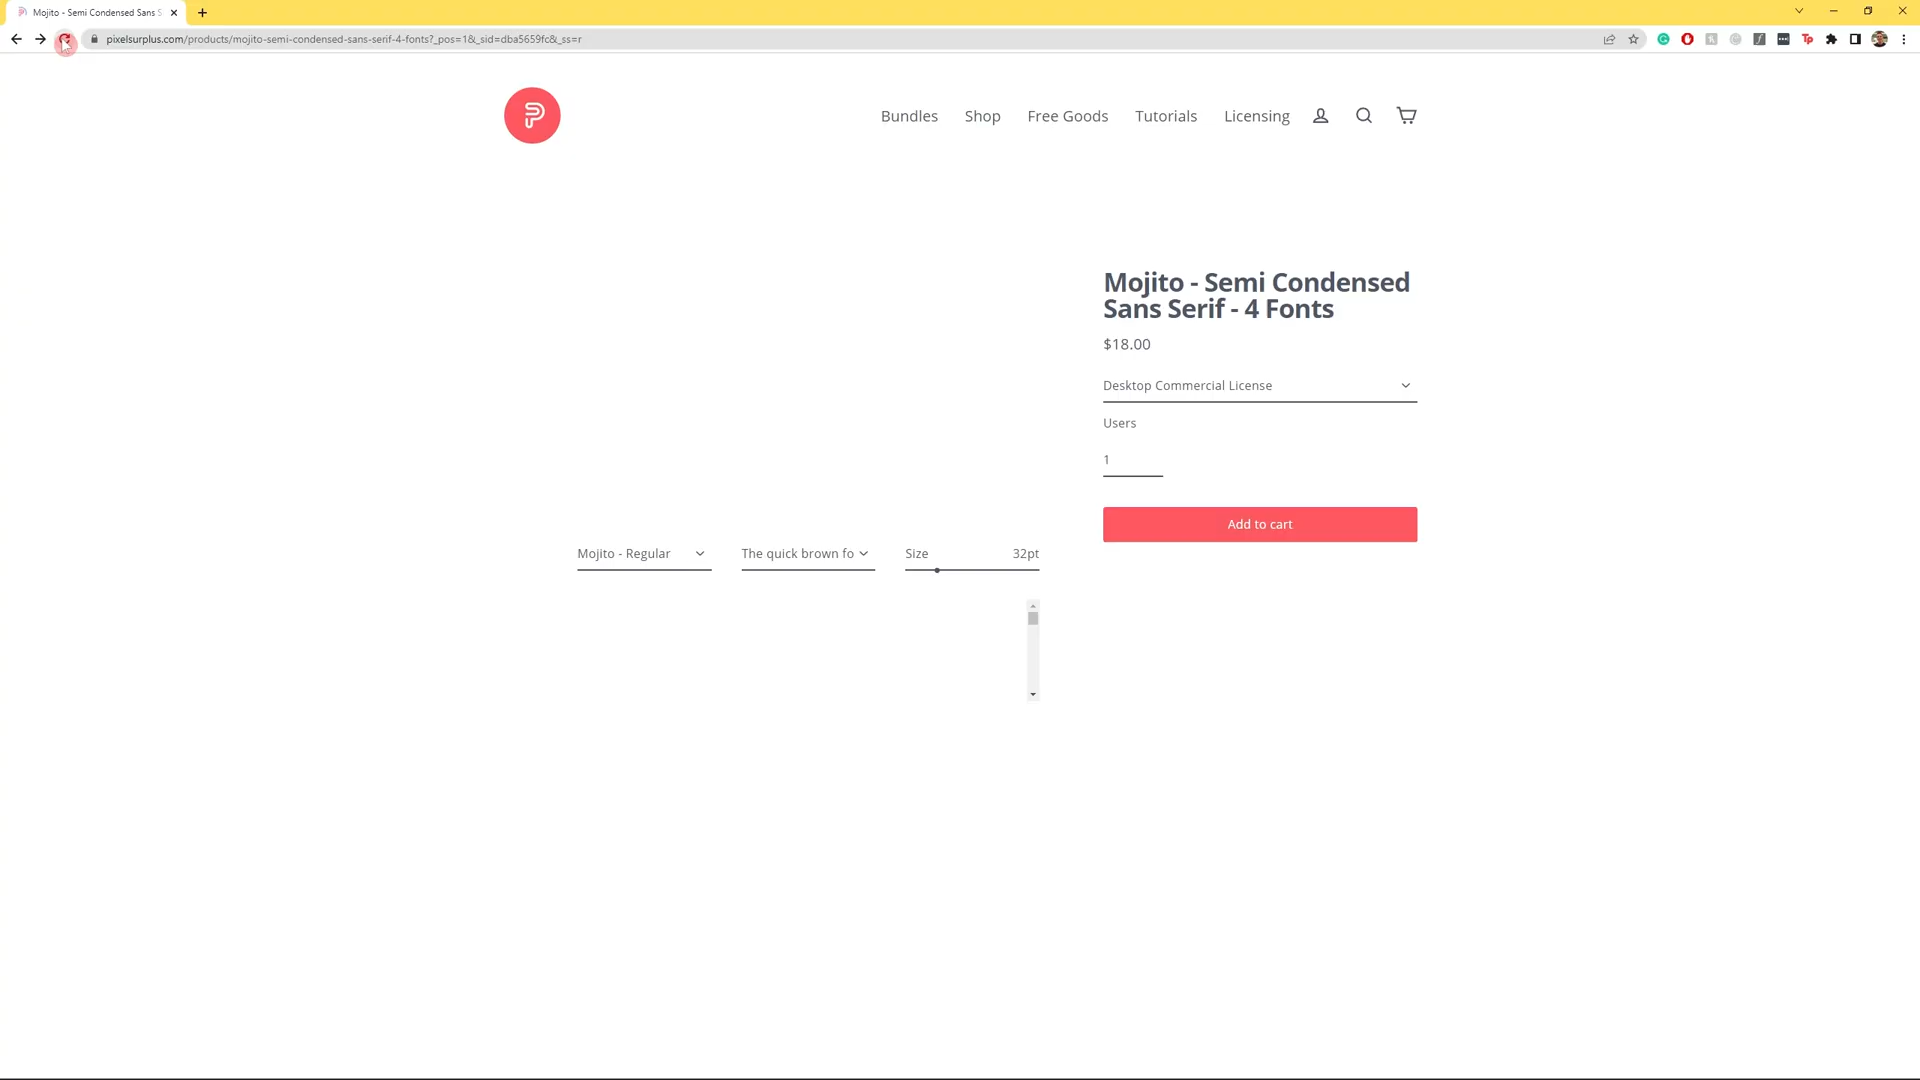 Mojito - Semi Condensed Sans S
pixelsurplus.com/products/mojito-semi-condensed-sans-serif-4-fonts?_pos=1&_sid=dba5659fc&_ss=r
Tp
Bundles
Shop
Free Goods
Tutorials
Licensing
Mojito - Semi Condensed
Sans Serif - 4 Fonts
$18.00
Desktop Commercial License
Users
1
Add to cart
Mojito - Regular
The quick brown fo
Size
32pt